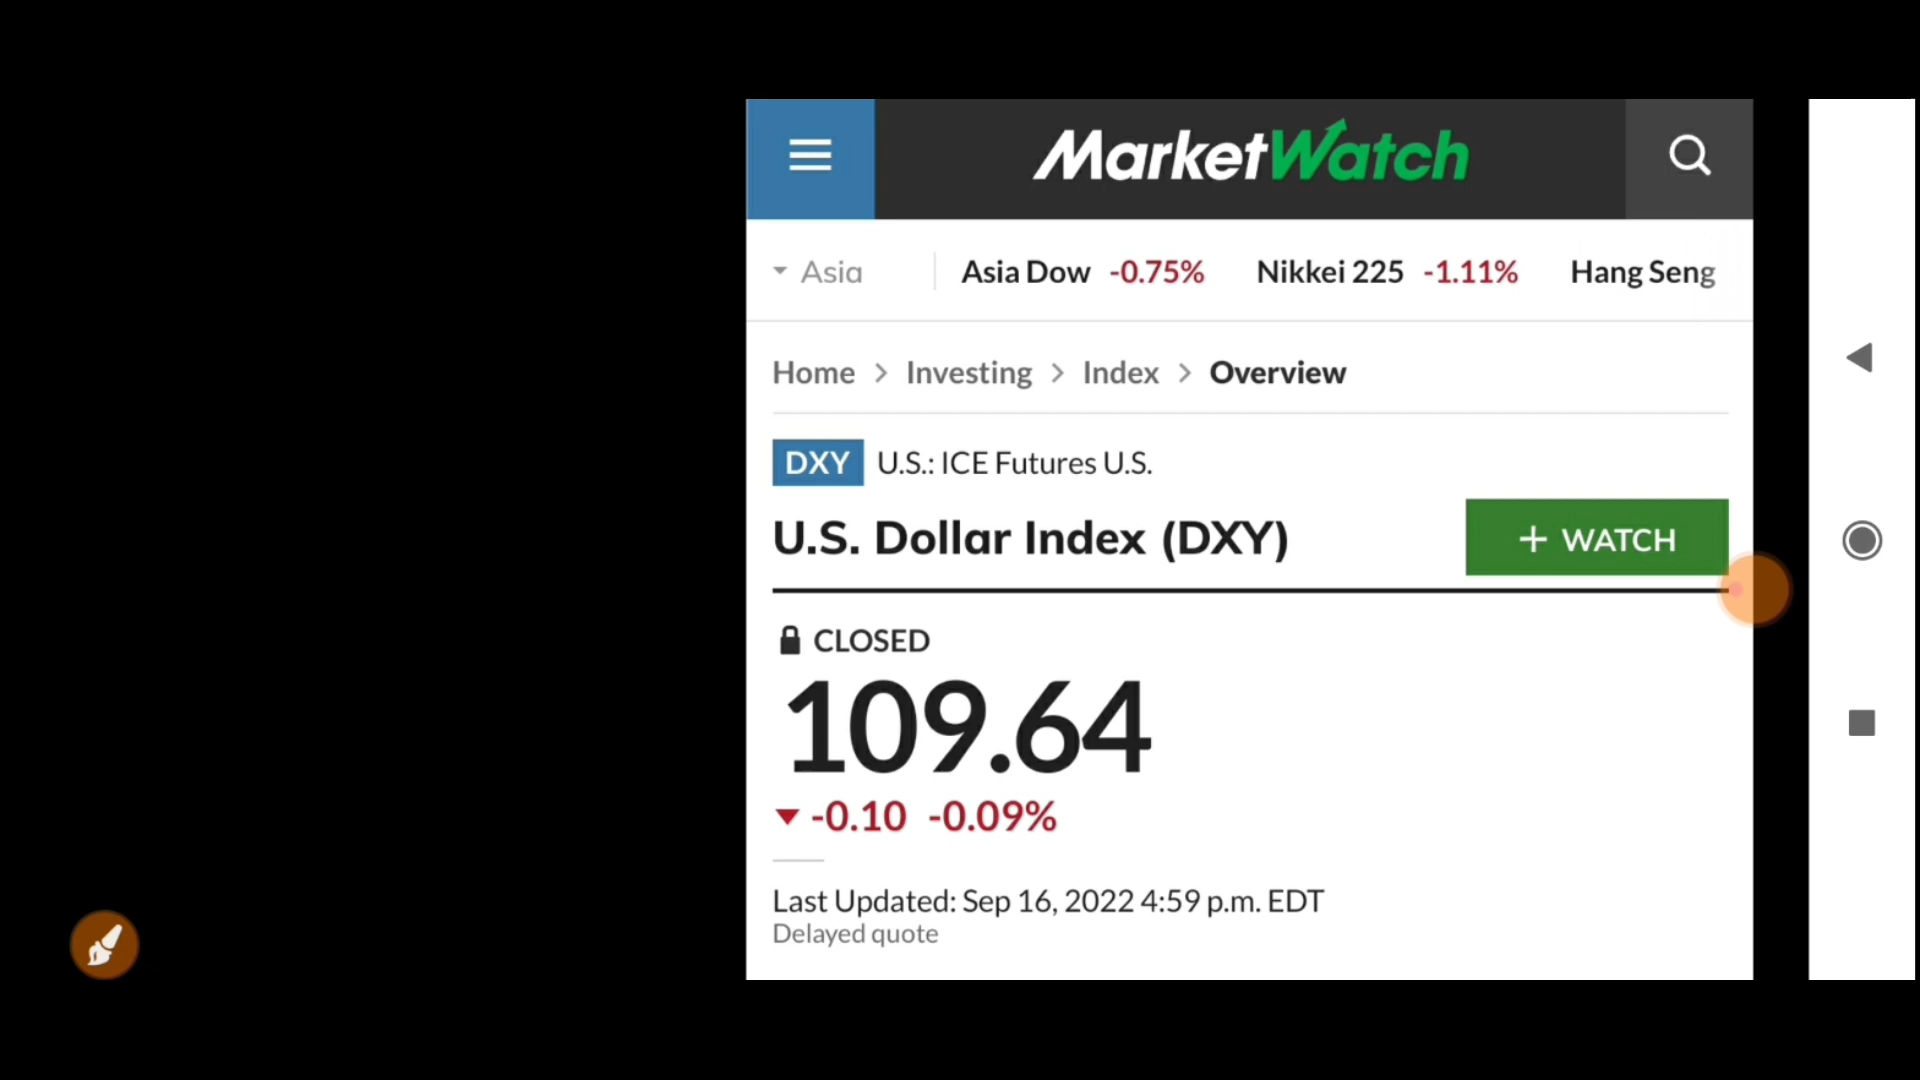 MarketWatch
Asia Asia Dow -0.75% Nikkei 225 -1.11% Hang Seng
Home > Investing > Index > Overview
DXY U.S.: ICE Futures U.S.
U.S. Dollar Index (DXY) + WATCH
CLOSED
109.64
-0.10 -0.09%
Last Updated: Sep 16, 2022 4:59 p.m. EDT
Delayed quote